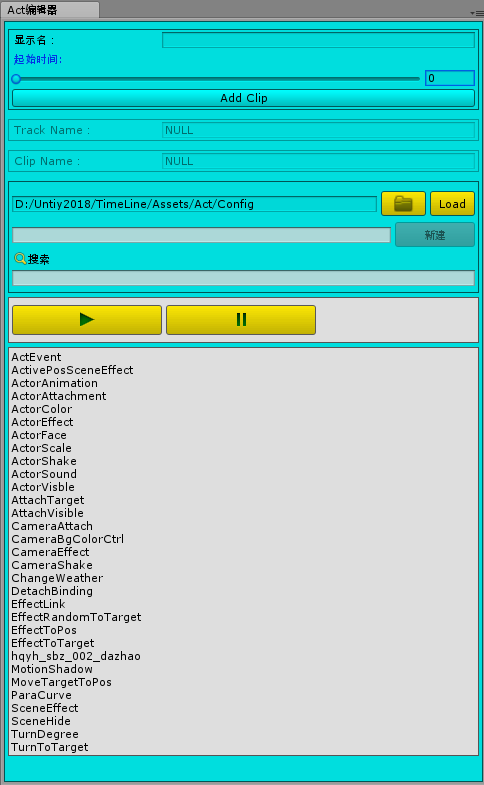 Act编辑器
显示名：
起始时间:
0
Add Clip
Track Name :
NULL
Clip Name :
NULL
D:/Untiy2018/TimeLine/Assets/Act/Config
Load
新建
搜索
ActEvent
ActivePosSceneEffect
ActorAnimation
ActorAttachment
ActorColor
ActorEffect
ActorFace
ActorScale
ActorShake
ActorSound
ActorVisble
AttachTarget
AttachVisible
CameraAttach
CameraBgColorCtrl
CameraEffect
CameraShake
ChangeWeather
DetachBinding
EffectLink
EffectRandomToTarget
EffectToPos
EffectToTarget
hqyh_sbz_002_dazhao
MotionShadow
MoveTargetToPos
ParaCurve
SceneEffect
SceneHide
TurnDegree
TurnToTarget